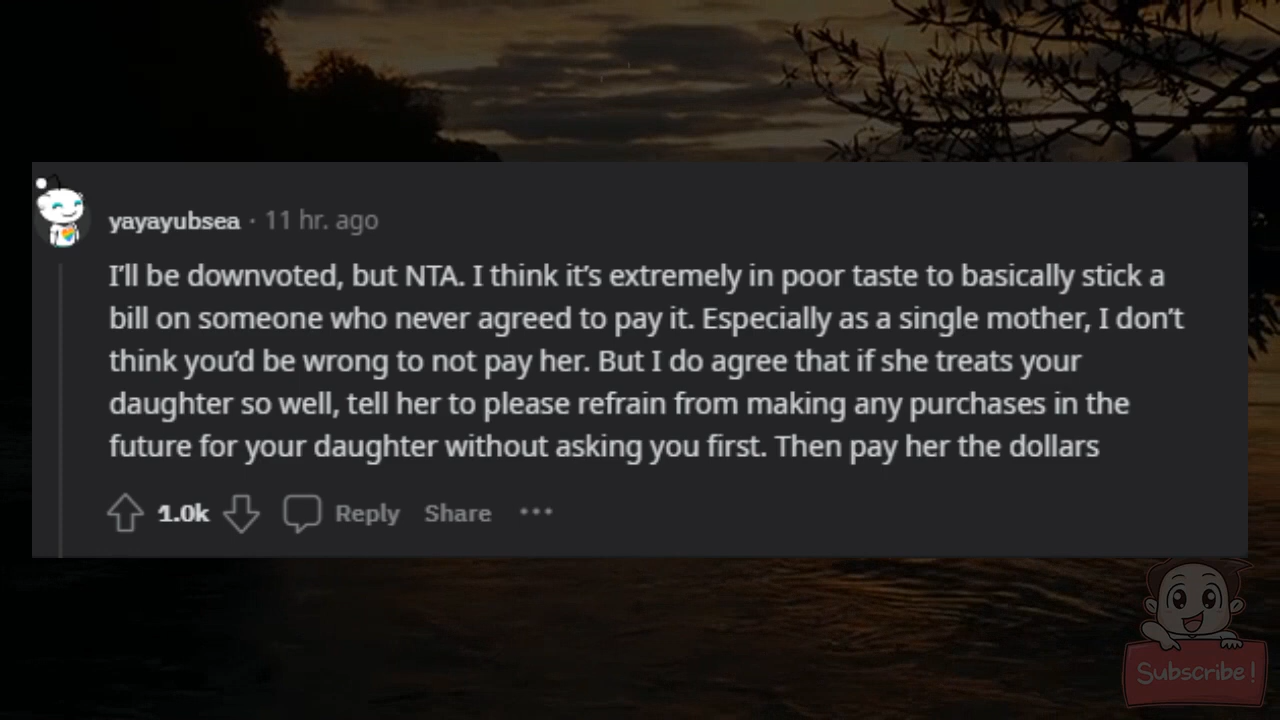 yayayubsea · 11 hr. ago
I'll be downvoted, but NTA. I think it's extremely in poor taste to basically stick a
bill on someone who never agreed to pay it. Especially as a single mother, I don't
think you'd be wrong to not pay her. But I do agree that if she treats your
daughter so well, tell her to please refrain from making any purchases in the
future for your daughter without asking you first. Then pay her the dollars
1.0k Reply Share ···
Subscribe!